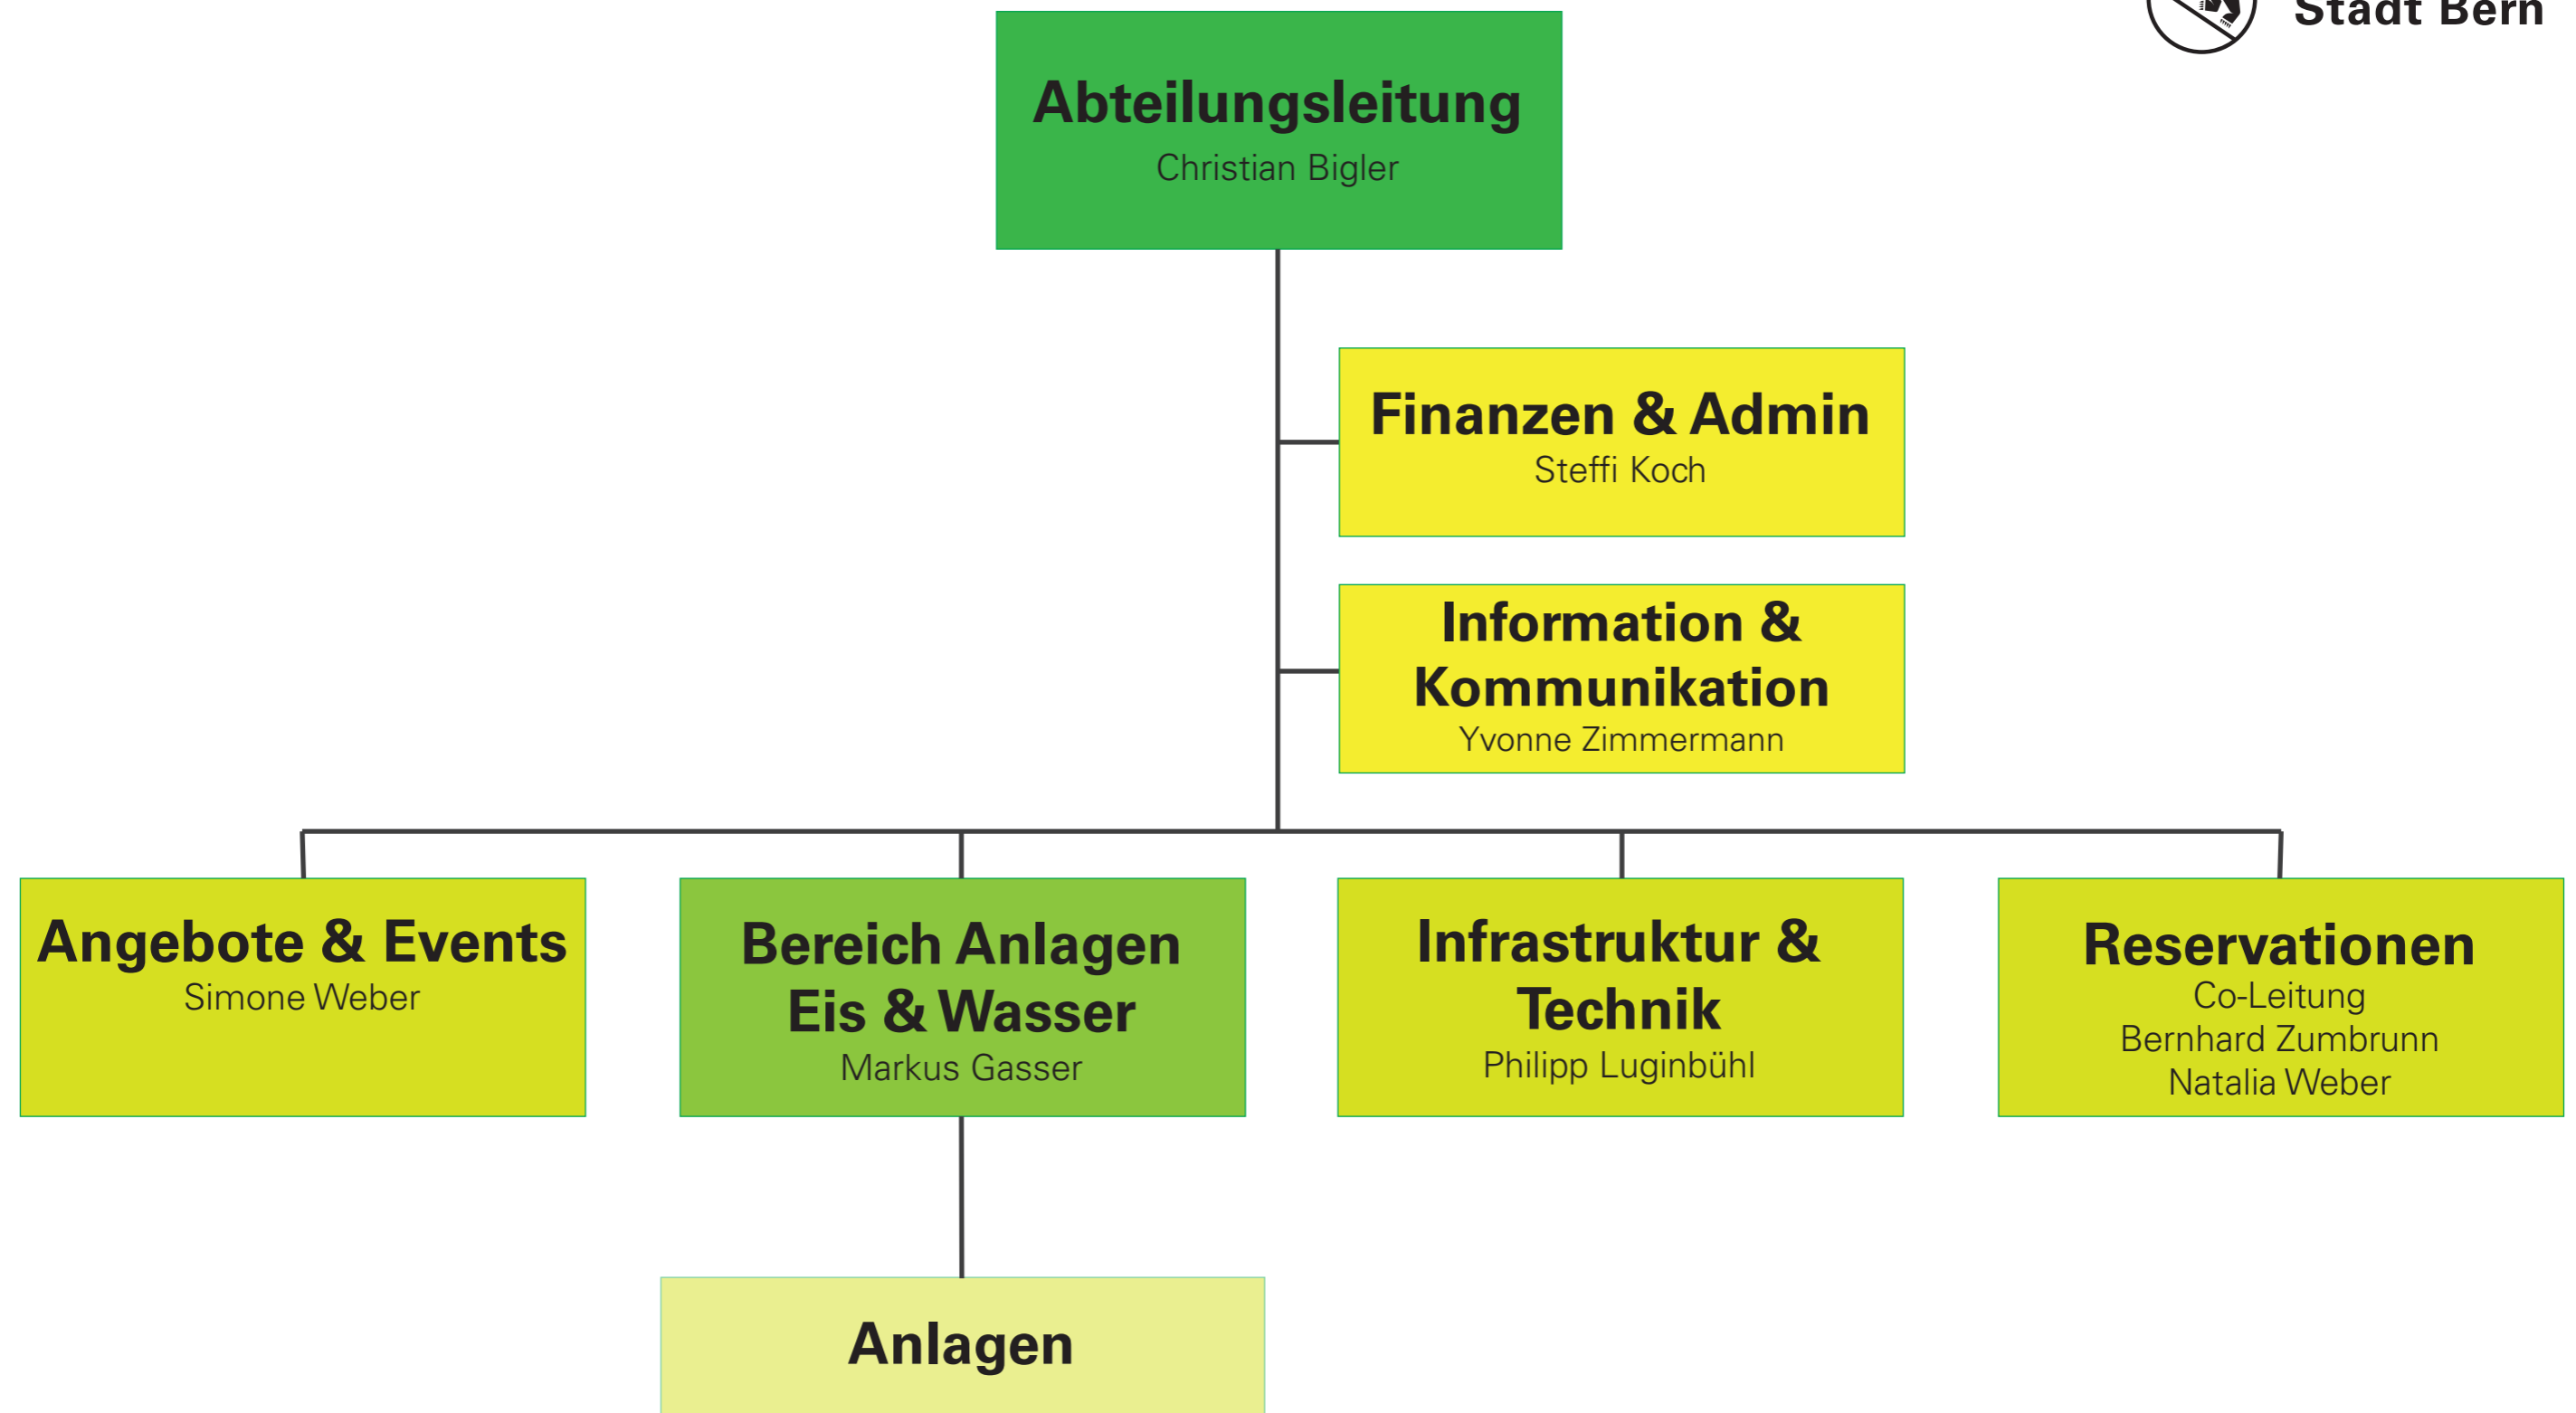 Stadt Bern
Abteilungsleitung
Christian Bigler
Finanzen & Admin
Steffi Koch
Information &
Kommunikation
Yvonne Zimmermann
Angebote & Events
Simone Weber
Bereich Anlagen
Eis & Wasser
Markus Gasser
Infrastruktur &
Technik
Philipp Luginbühl
Reservationen
Co-Leitung
Bernhard Zumbrunn
Natalia Weber
Anlagen